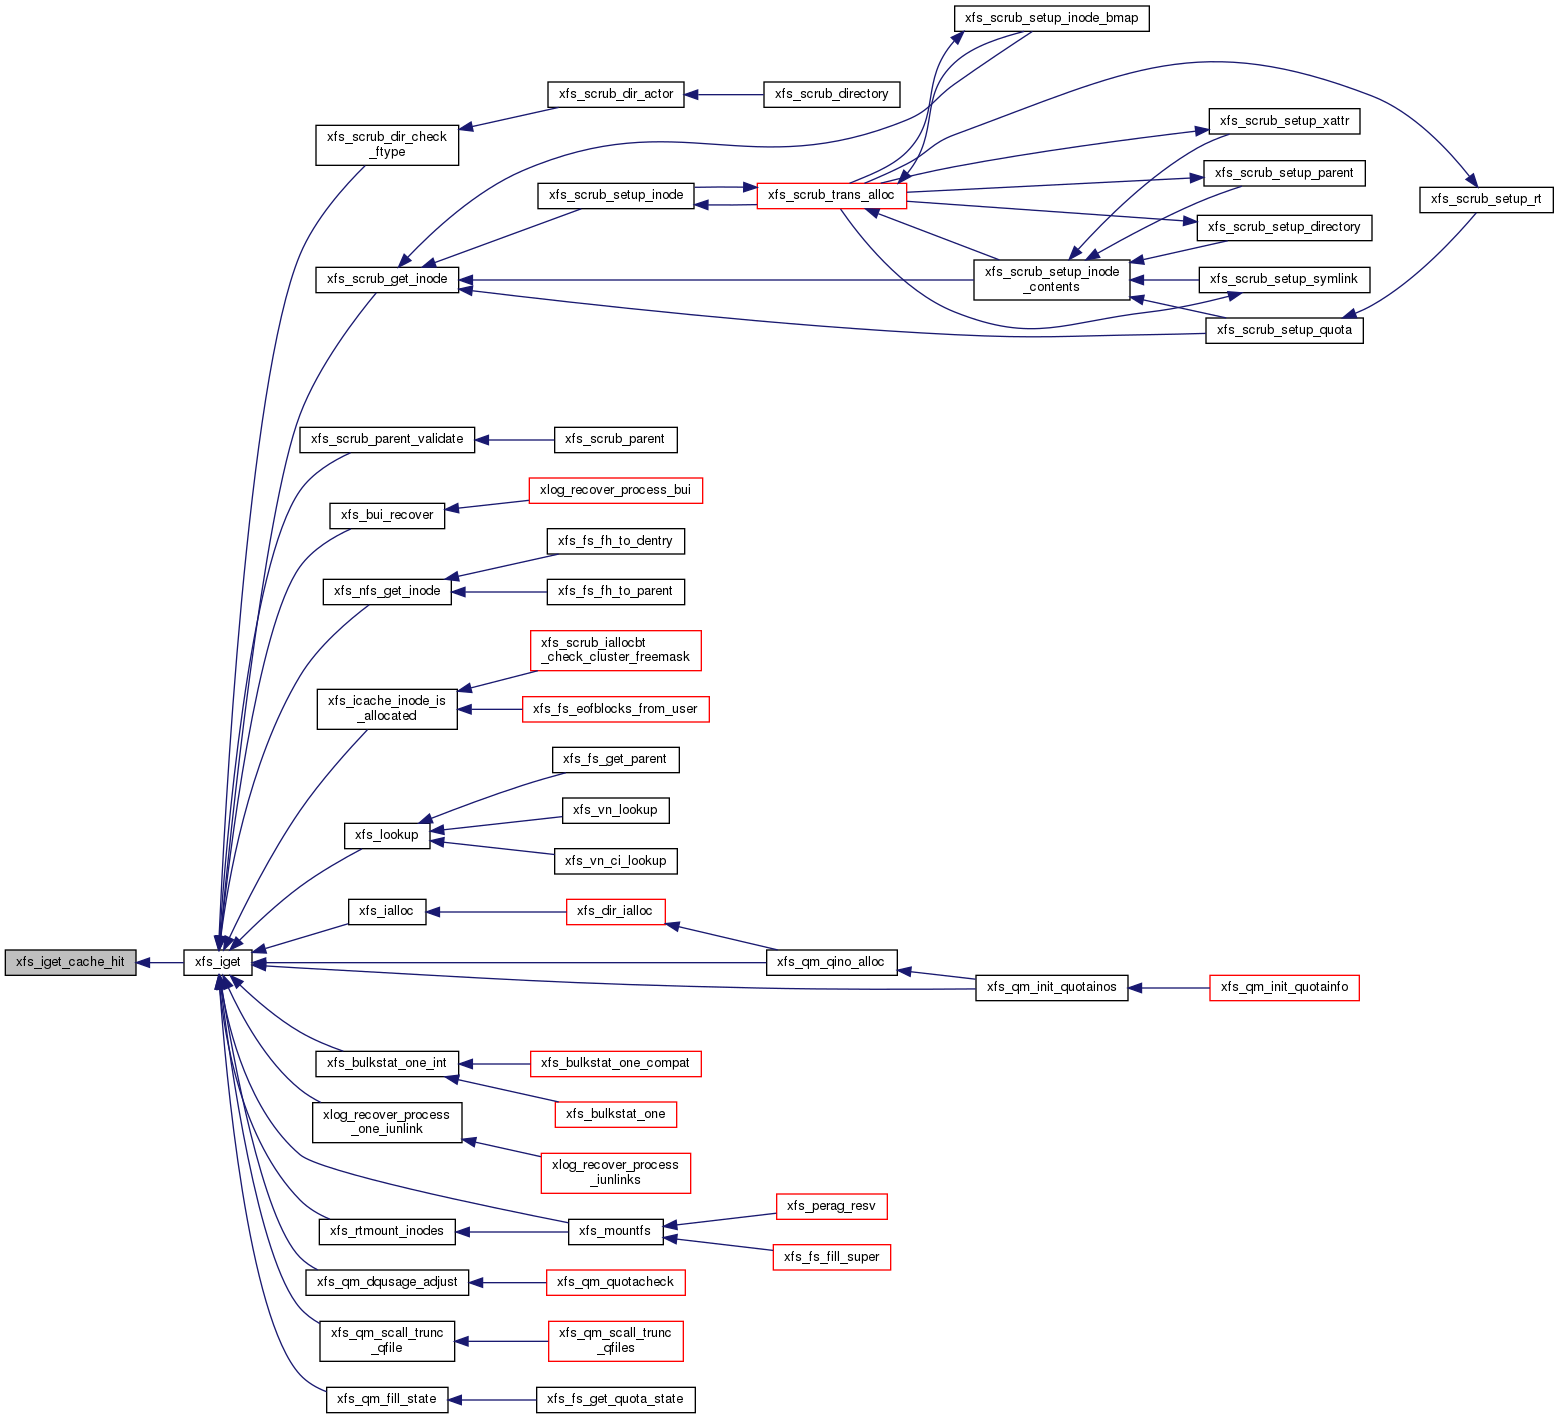 xfs_scrub_setup_inode_bmap
xfs_scrub_dir_actor
xfs_scrub_directory
xfs_scrub_dir_check
_ftype
xfs_scrub_setup_xattr
xfs_scrub_setup_parent
xfs_scrub_setup_inode
xfs_scrub_trans_alloc
xfs_scrub_setup_rt
xfs_scrub_setup_directory
xfs_scrub_get_inode
xfs_scrub_setup_inode
_contents
xfs_scrub_setup_symlink
xfs_scrub_setup_quota
xfs_scrub_parent_validate
xfs_scrub_parent
xlog_recover_process_bui
xfs_bui_recover
xfs_fs_fh_to_dentry
xfs_nfs_get_inode
xfs_fs_fh_to_parent
xfs_scrub_iallocbt
_check_cluster_freemask
xfs_icache_inode_is
_allocated
xfs_fs_eofblocks_from_user
xfs_fs_get_parent
xfs_vn_lookup
xfs_lookup
xfs_vn_ci_lookup
xfs_ialloc
xfs_dir_ialloc
xfs_iget_cache_hit
xfs_iget
xfs_qm_qino_alloc
xfs_qm_init_quotainos
xfs_qm_init_quotainfo
xfs_bulkstat_one_int
xfs_bulkstat_one_compat
xfs_bulkstat_one
xlog_recover_process
_one_iunlink
xlog_recover_process
_iunlinks
xfs_perag_resv
xfs_rtmount_inodes
xfs_mountfs
xfs_fs_fill_super
xfs_qm_dqusage_adjust
xfs_qm_quotacheck
xfs_qm_scall_trunc
_qfile
xfs_qm_scall_trunc
_qfiles
xfs_qm_fill_state
xfs_fs_get_quota_state